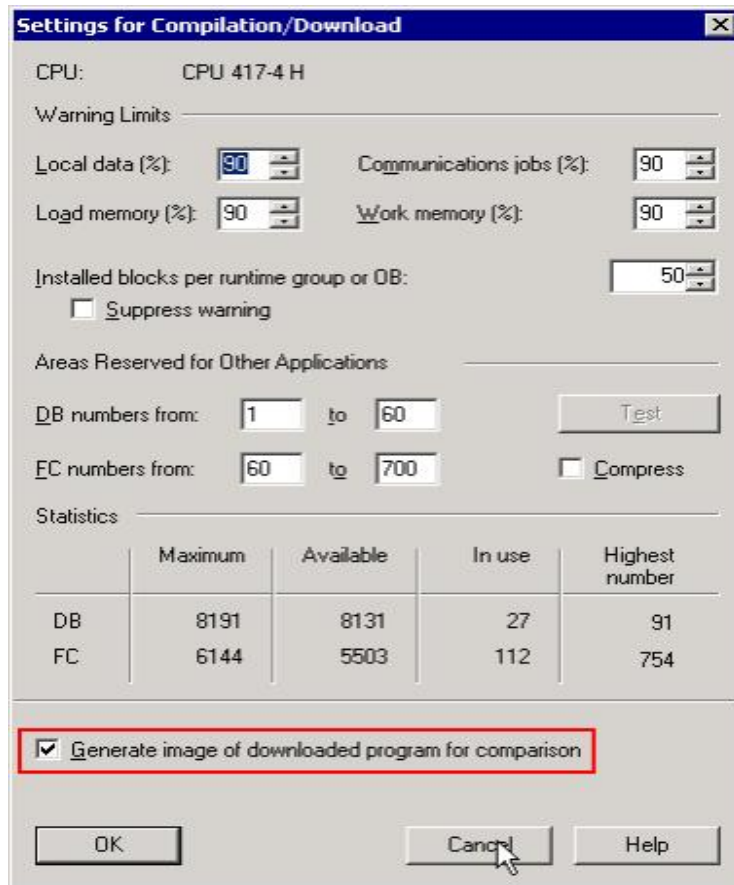 Settings for Compilation/Download
CPU: CPU 417-4 H
Warning Limits
Local data (%): 90 Communications jobs (%): 90
Load memory (%): 90 Work memory (%): 90
Installed blocks per runtime group or OB: 50
Suppress warning
Areas Reserved for Other Applications
DB numbers from: 1 to 60 Test
FC numbers from: 60 to 700 Compress
Statistics
Maximum Available In use Highest
number
DB 8191 8131 27 91
FC 6144 5503 112 754
Generate image of downloaded program for comparison
OK Cancel Help